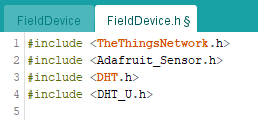 FieldDevice FieldDevice.h §
1 #include <TheThingsNetwork.h>
2 #include <Adafruit_Sensor.h>
3 #include <DHT.h>
4 #include <DHT_U.h>
5